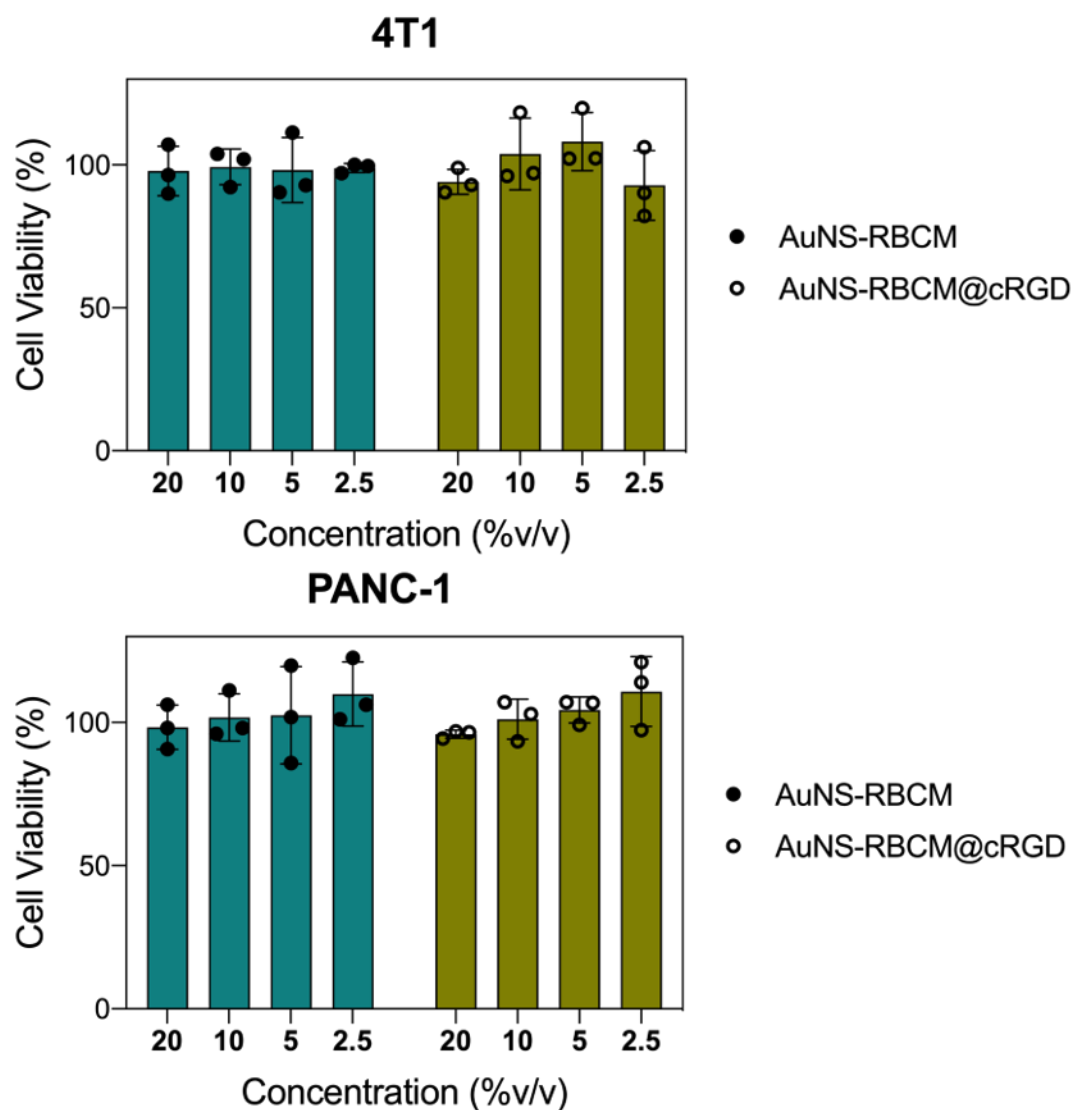 4T1
Cell Viability (%)
100
50
0
20 10 5 2.5 20 10 5 2.5
Concentration (%v/v)
AuNS-RBCM
AuNS-RBCM@cRGD
PANC-1
Cell Viability (%)
100
50
0
20 10 5 2.5 20 10 5 2.5
Concentration (%v/v)
AuNS-RBCM
AuNS-RBCM@cRGD